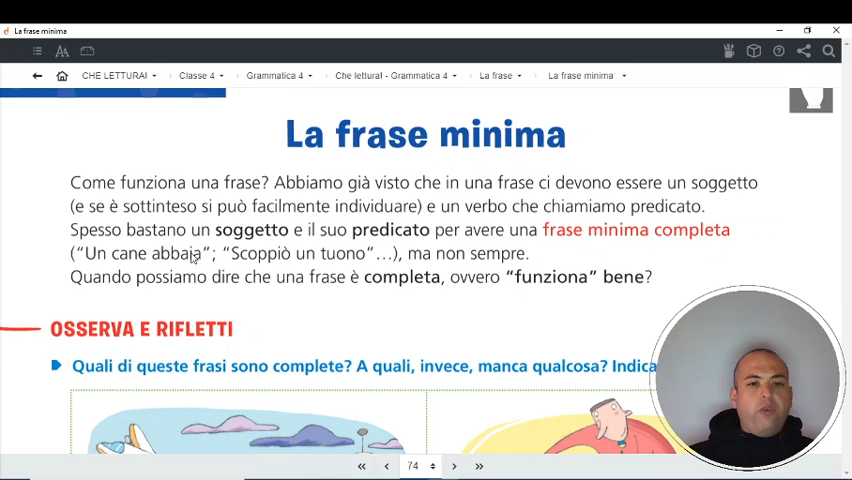 La frase minima
CHE LETTURA! Classe 4 Grammatica 4 Che lettura! - Grammatica 4 La frase La frase minima
La frase minima
Come funziona una frase? Abbiamo già visto che in una frase ci devono essere un soggetto
(e se è sottinteso si può facilmente individuare) e un verbo che chiamiamo predicato.
Spesso bastano un soggetto e il suo predicato per avere una frase minima completa
(“Un cane abbaia”; “Scoppiò un tuono”…), ma non sempre.
Quando possiamo dire che una frase è completa, ovvero “funziona” bene?
OSSERVA E RIFLETTI
Quali di queste frasi sono complete? A quali, invece, manca qualcosa? Indica
74